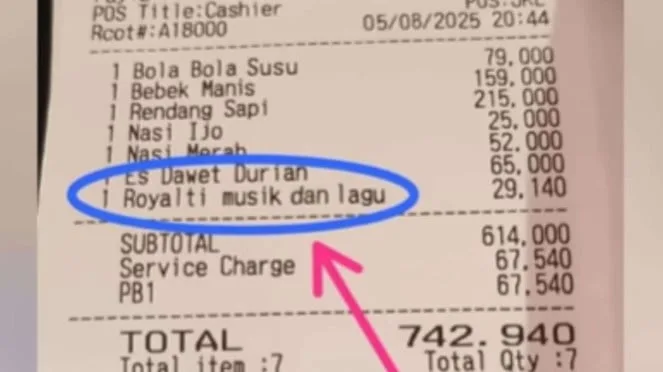 POS Title:Cashier
Rcpt#:A18000
05/08/2025 20:44
1 Bola Bola Susu 79,000
1 Bebek Manis 159,000
1 Rendang Sapi 215,000
1 Nasi Ijo 25,000
1 Nasi Merah 52,000
1 Es Dawet Durian 65,000
1 Royalti musik dan lagu 29,140
SUBTOTAL 614,000
Service Charge 67,540
PB1 67,540
TOTAL 742.940
Total item :7 Total Qty :7